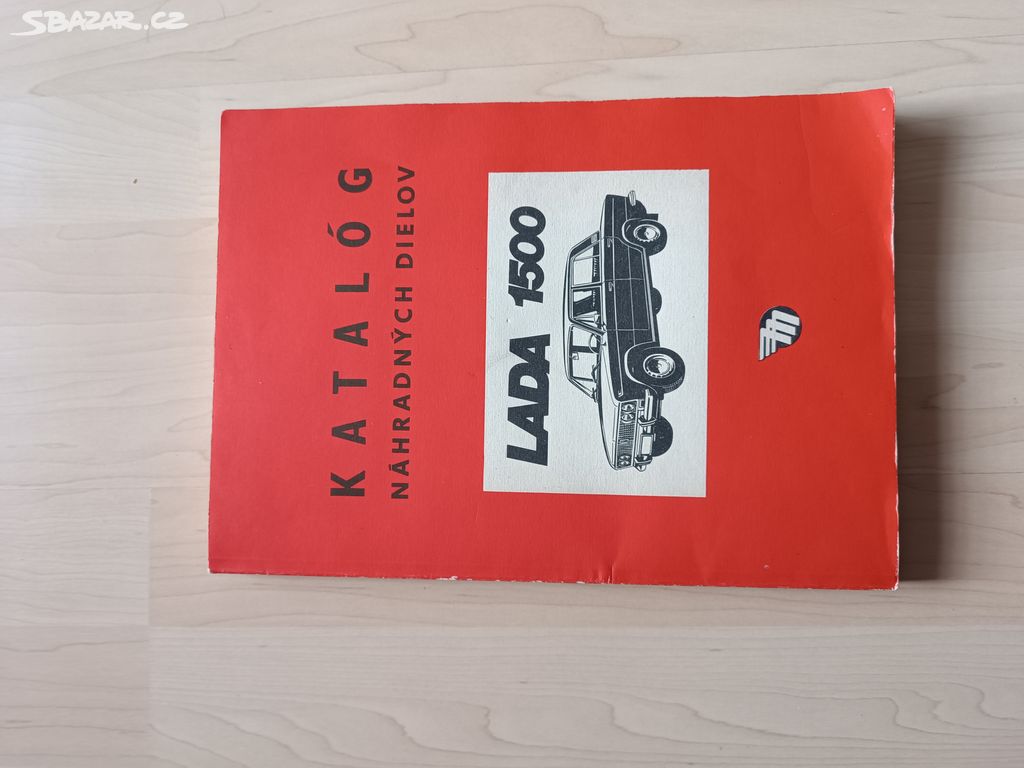 SBAZAR.CZ
KATALÓG
NÁHRADNÝCH DIELOV
LADA 1500